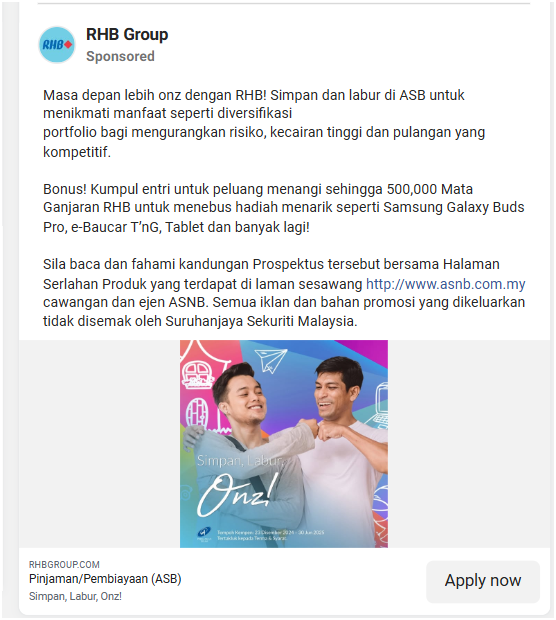 RHB Group
RHB
Sponsored
Masa depan lebih onz dengan RHB! Simpan dan labur di ASB untuk
menikmati manfaat seperti diversifikasi
portfolio bagi mengurangkan risiko, kecairan tinggi dan pulangan yang
kompetitif.
Bonus! Kumpul entri untuk peluang menangi sehingga 500,000 Mata
Ganjaran RHB untuk menebus hadiah menarik seperti Samsung Galaxy Buds
Pro, e-Baucar T’nG, Tablet dan banyak lagi!
Sila baca dan fahami kandungan Prospektus tersebut bersama Halaman
Serlahan Produk yang terdapat di laman sesawang http://www.asnb.com.my
cawangan dan ejen ASNB. Semua iklan dan bahan promosi yang dikeluarkan
tidak disemak oleh Suruhanjaya Sekuriti Malaysia.
Simpan, Labur,
Onz!
Tertakluk kepada Terma & Syarat
RHBGROUP.COM
Pinjaman/Pembiayaan (ASB)
Simpan, Labur, Onz!
Apply now